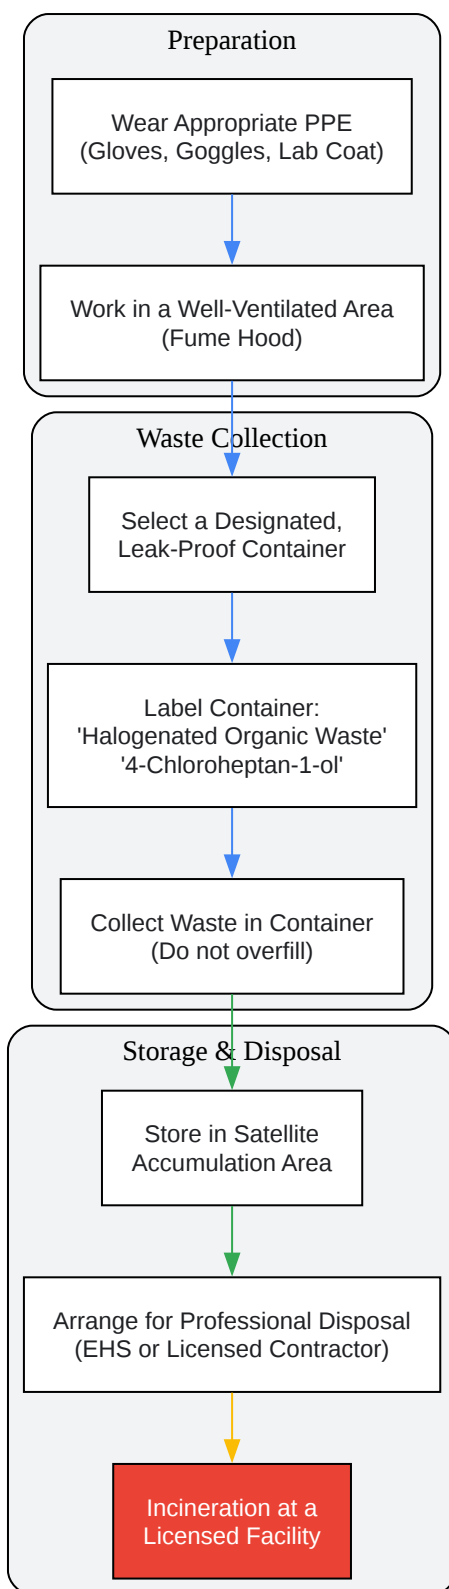 Preparation
Wear Appropriate PPE
(Gloves, Goggles, Lab Coat)
Work in a Well-Ventilated Area
(Fume Hood)
Waste Collection
Select a Designated,
Leak-Proof Container
Label Container:
'Halogenated Organic Waste'
'4-Chloroheptan-1-ol'
Collect Waste in Container
(Do not overfill)
Storage & Disposal
Store in Satellite
Accumulation Area
Arrange for Professional Disposal
(EHS or Licensed Contractor)
Incineration at a
Licensed Facility